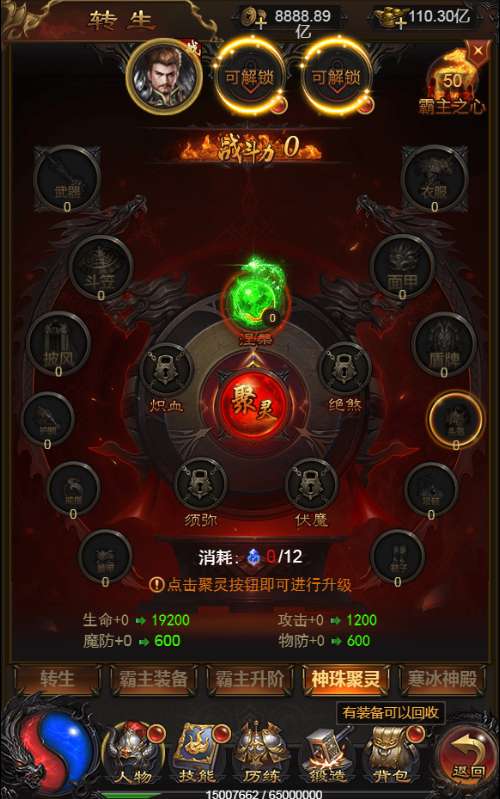 转生
8888.89
亿
110.30亿
战
可解锁
可解锁
50
霸主之心
战斗力 0
武器
0
衣服
0
斗笠
0
面甲
0
0
涅槃
披风
0
盾牌
0
炽血
聚灵
绝煞
0
0
0
0
须弥
伏魔
0
0
消耗: 0/12
点击聚灵按钮即可进行升级
生命+0 19200
攻击+0 1200
魔防+0 600
物防+0 600
转生
霸主装备
霸主升阶
神珠聚灵
寒冰神殿
有装备可以回收
人物
技能
历练
锻造
背包
返回
15007662 / 65000000